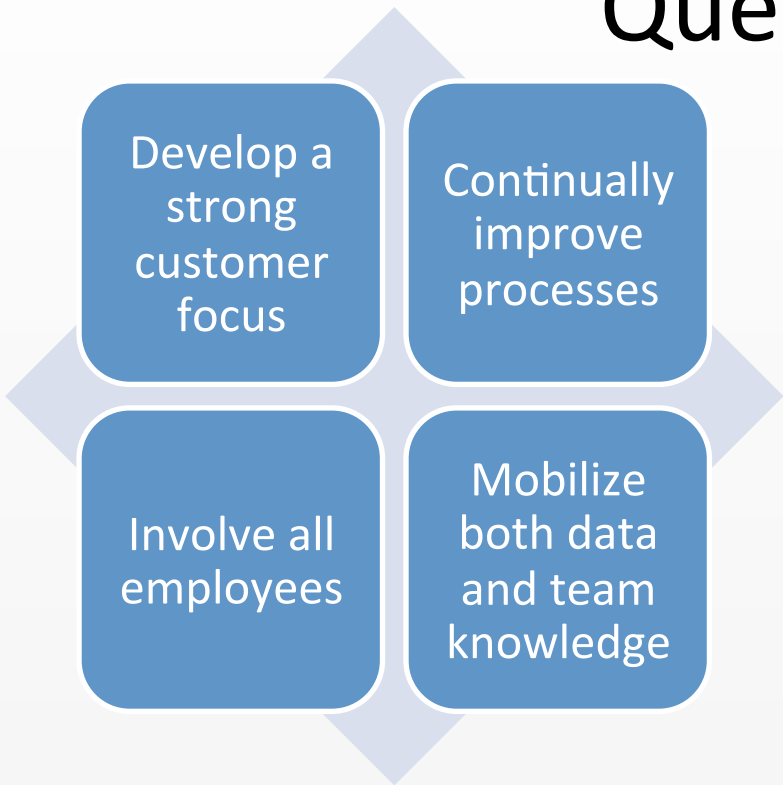 Que
Develop a
strong
customer
focus
Continually
improve
processes
Involve all
employees
Mobilize
both data
and team
knowledge